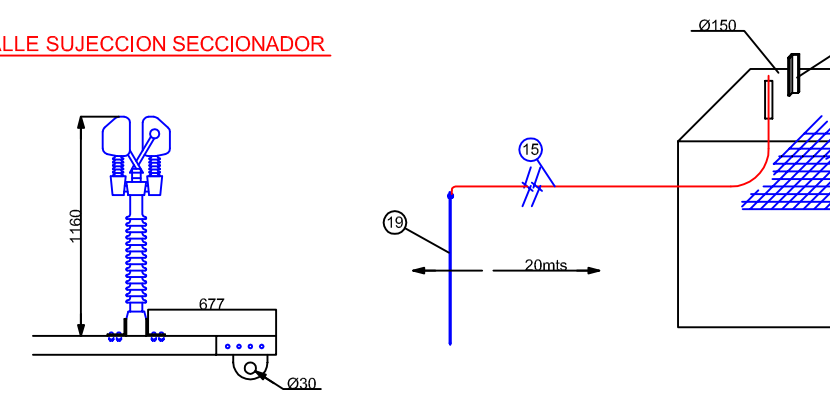 ALLE SUJECCION SECCIONADOR
Ø150
15
1160
19
20mts
677
Ø30